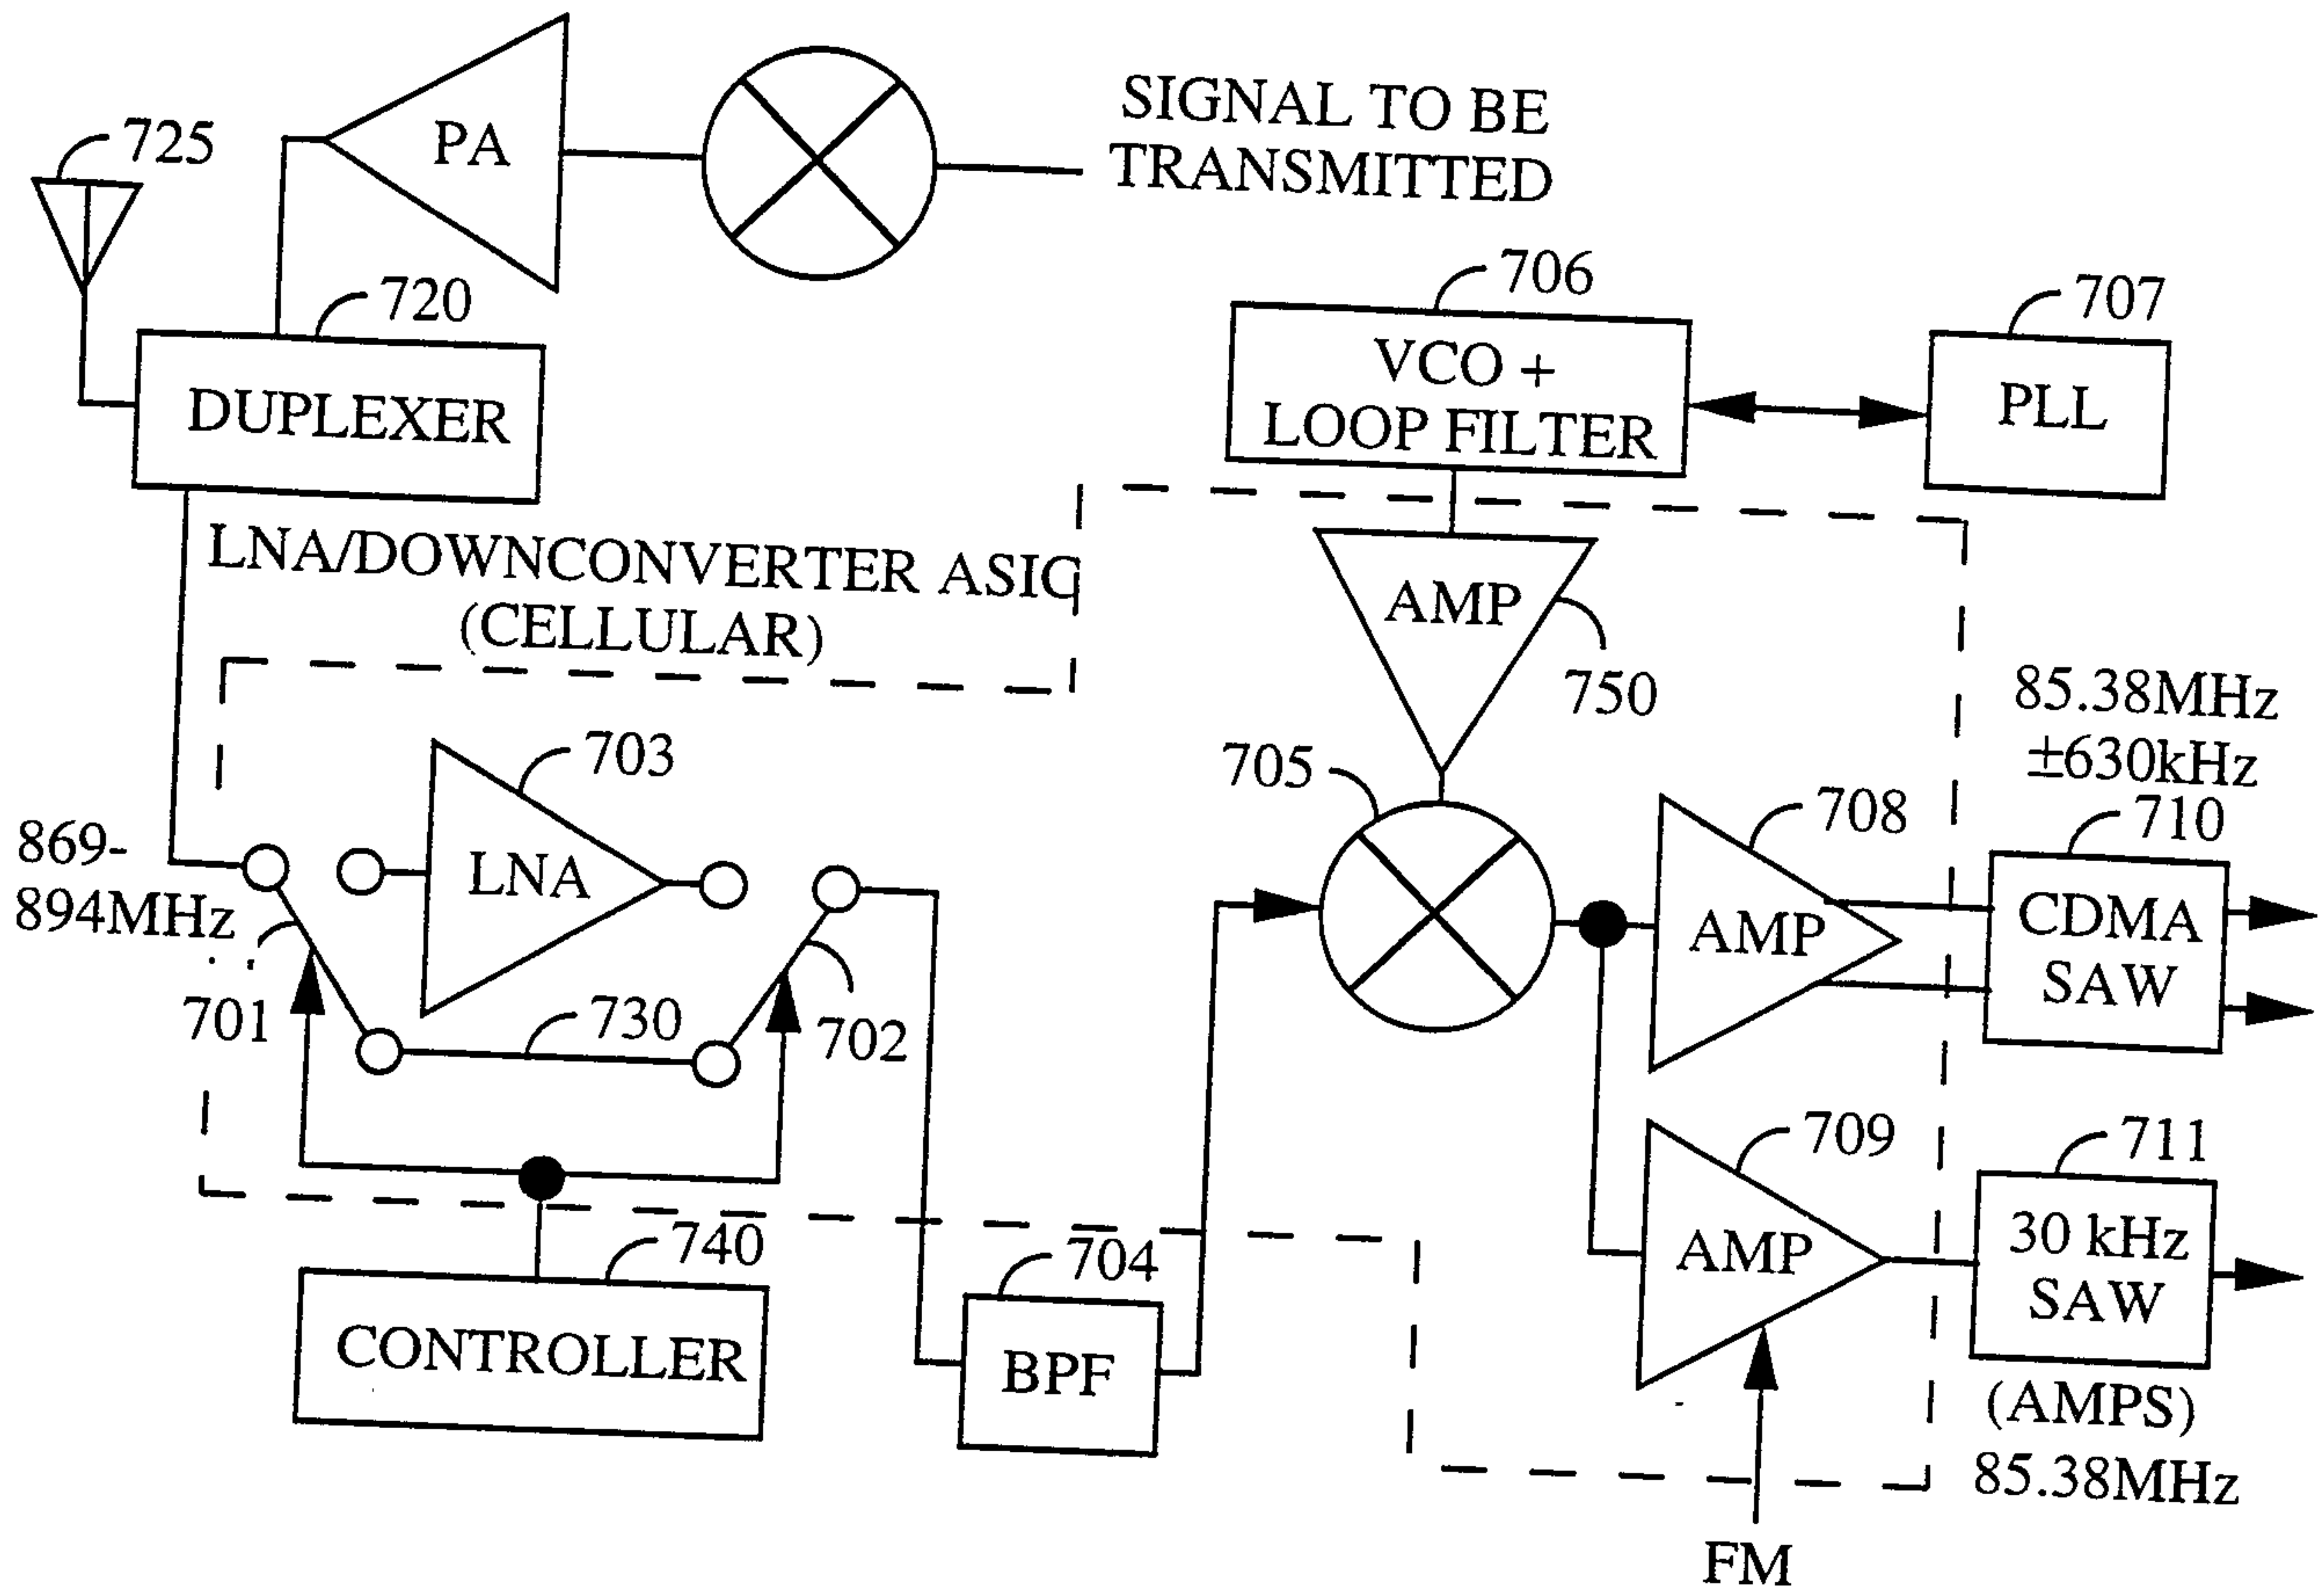 SIGNAL TO BE
TRANSMITTED
PA
725
720
DUPLEXER
706
VCO +
LOOP FILTER
707
PLL
LNA/DOWNCONVERTER ASIC
(CELLULAR)
AMP
750
703
LNA
869-
894MHz
701
730
702
705
708
AMP
85.38MHz
±630kHz
710
CDMA
SAW
709
AMP
711
30 kHz
SAW
(AMPS)
85.38MHz
740
CONTROLLER
704
BPF
FM